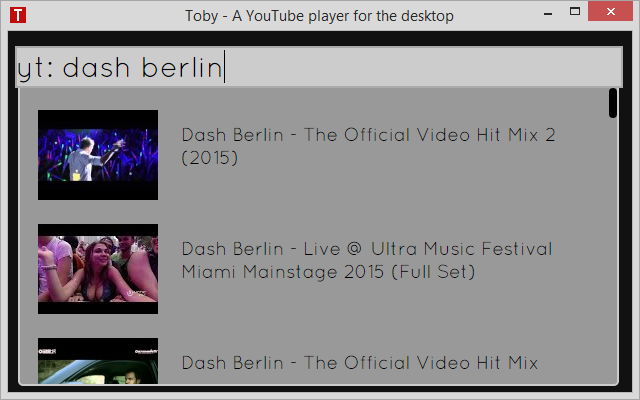 T
Toby - A YouTube player for the desktop
yt: dash berlin
Dash Berlin - The Official Video Hit Mix 2
(2015)
Dash Berlin - Live @ Ultra Music Festival
Miami Mainstage 2015 (Full Set)
Dash Berlin - The Official Video Hit Mix